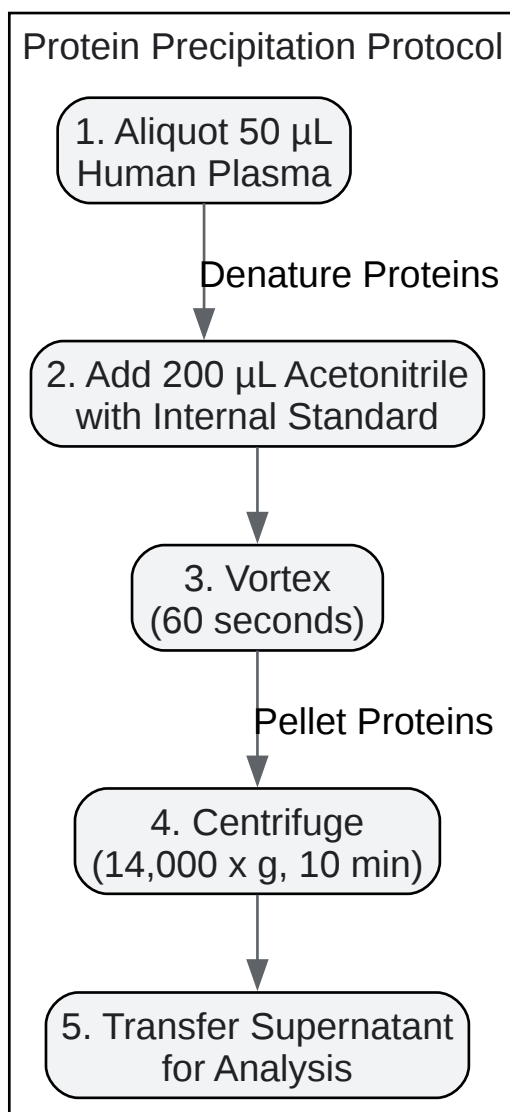 Protein Precipitation Protocol
1. Aliquot 50 µL
Human Plasma
Denature Proteins
2. Add 200 µL Acetonitrile
with Internal Standard
3. Vortex
(60 seconds)
Pellet Proteins
4. Centrifuge
(14,000 x g, 10 min)
5. Transfer Supernatant
for Analysis